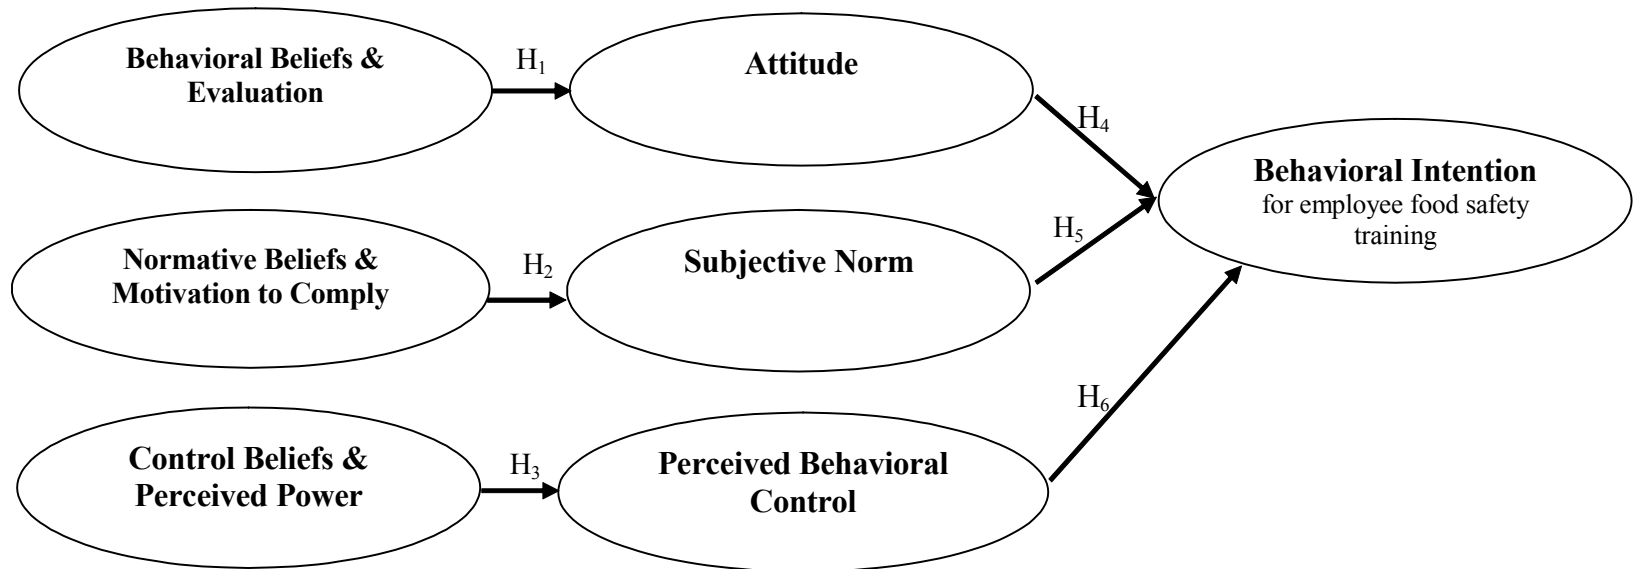 Behavioral Beliefs &
Evaluation
H₁
Attitude
H₄
Behavioral Intention
for employee food safety
training
Normative Beliefs &
Motivation to Comply
H₂
Subjective Norm
H₅
Control Beliefs &
Perceived Power
H₃
Perceived Behavioral
Control
H₆